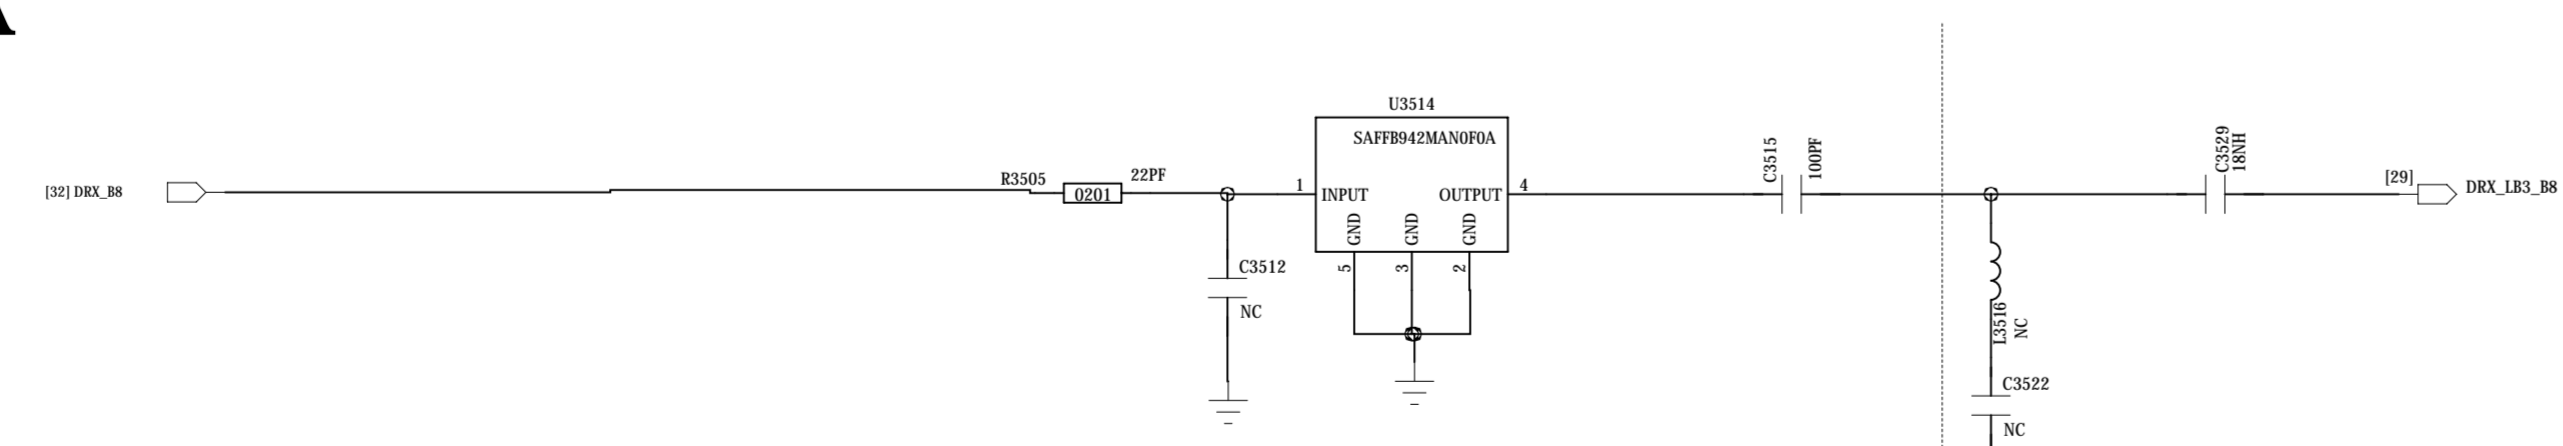 A
U3514
SAFFB942MAN0F0A
[32] DRX_B8
R3505
0201
22PF
1
INPUT
OUTPUT
4
GND
GND
GND
5
3
2
C3512
NC
C3515
100PF
C3529
18NH
[29]
DRX_LB3_B8
L3516
NC
C3522
NC